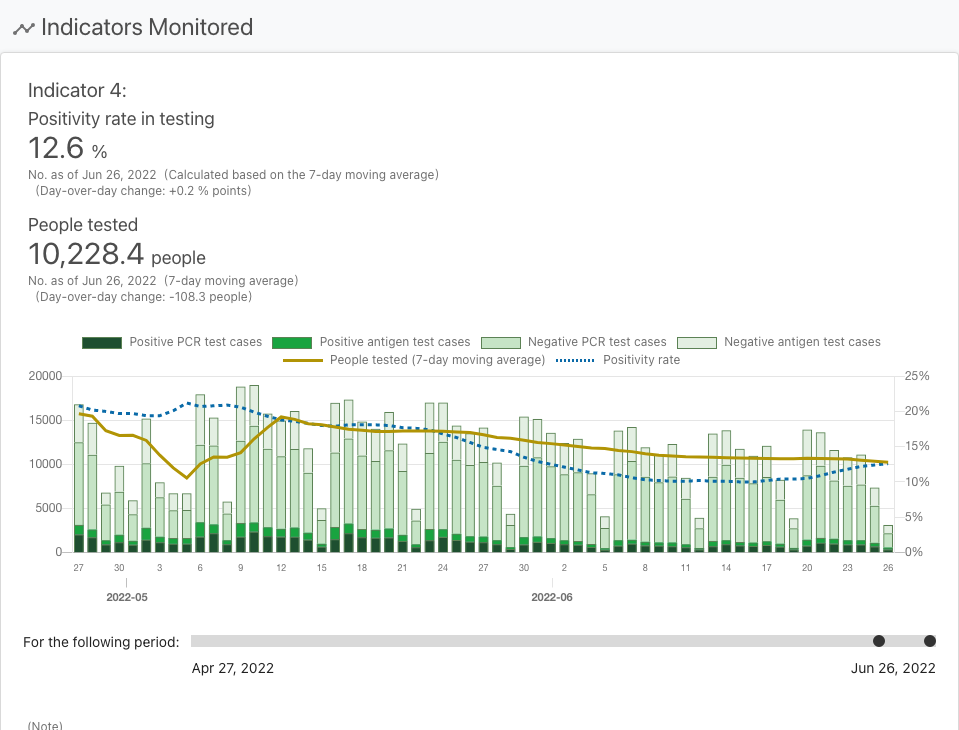 Indicators Monitored
Indicator 4:
Positivity rate in testing
12.6 %
No. as of Jun 26, 2022 (Calculated based on the 7-day moving average)
(Day-over-day change: +0.2 % points)
People tested
10,228.4 people
No. as of Jun 26, 2022 (7-day moving average)
(Day-over-day change: -108.3 people)
Positive PCR test cases Positive antigen test cases Negative PCR test cases Negative antigen test cases
People tested (7-day moving average) Positivity rate
20000 25%
20%
15000
15%
10000
10%
5000
5%
0 0%
27 30 3 6 9 12 15 18 21 24 27 30 2 5 8 11 14 17 20 23 26
2022-05 2022-06
For the following period:
Apr 27, 2022 Jun 26, 2022
(Note)